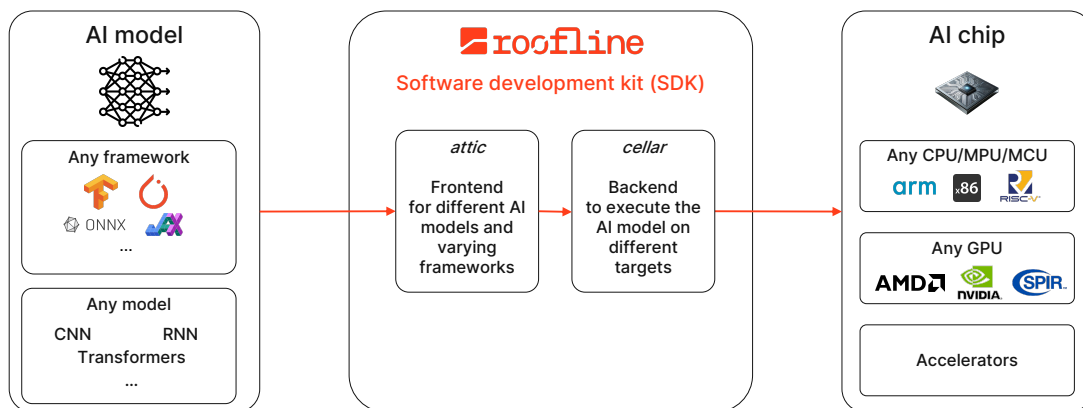 AI model
Any framework
ONNX
JAX
...
Any model
CNN RNN
Transformers
...
roofline
Software development kit (SDK)
attic
Frontend
for different AI
models and
varying
frameworks
cellar
Backend
to execute the
AI model on
different
targets
AI chip
Any CPU/MPU/MCU
arm x86 RISC-V
Any GPU
AMD NVIDIA. SPIR™
Accelerators